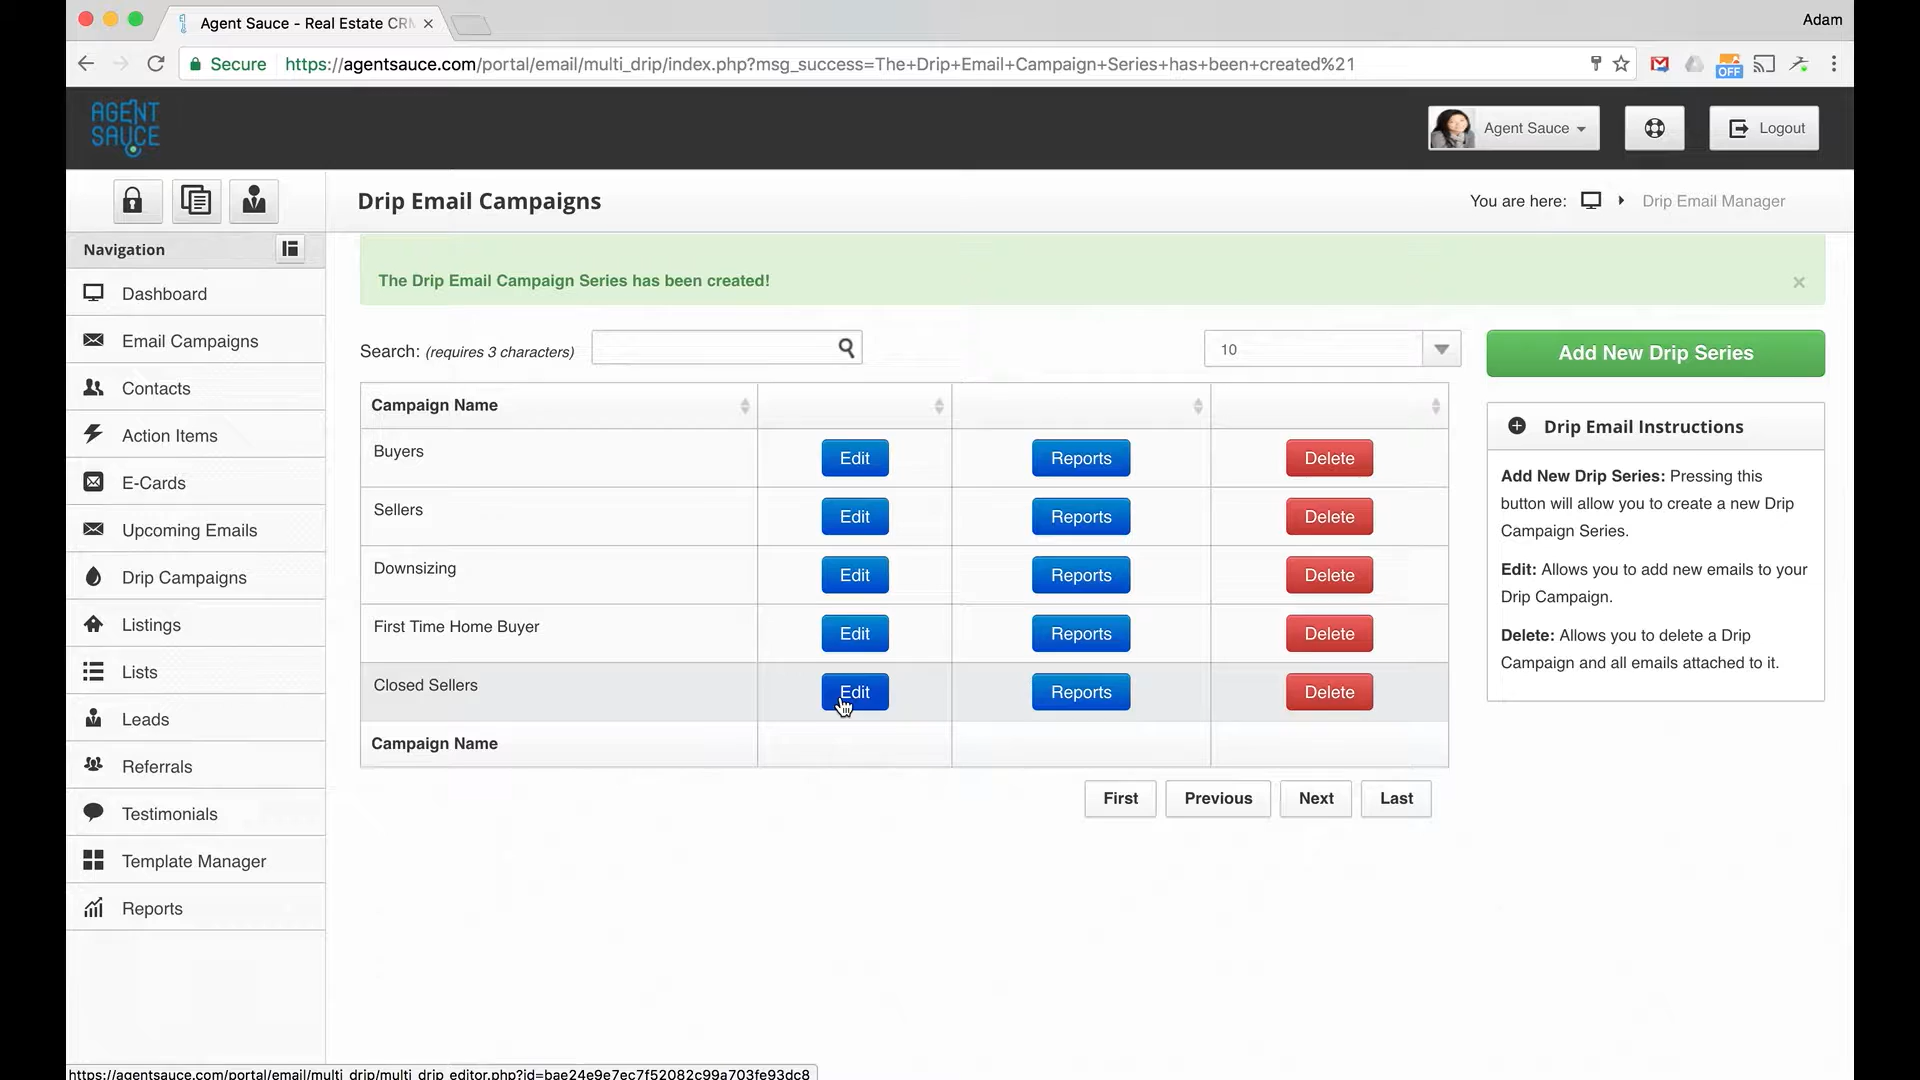 Agent Sauce - Real Estate CRM
Adam
Secure
https://agentsauce.com/portal/email/multi_drip/index.php?msg_success=The+Drip+Email+Campaign+Series+has+been+created%21
OFF
AGENT
SAUCE
Agent Sauce
Logout
Drip Email Campaigns
You are here:
Drip Email Manager
Navigation
Dashboard
Email Campaigns
Contacts
Action Items
E-Cards
Upcoming Emails
Drip Campaigns
Listings
Lists
Leads
Referrals
Testimonials
Template Manager
Reports
The Drip Email Campaign Series has been created!
Search: (requires 3 characters)
10
Campaign Name
Buyers Edit Reports Delete
Sellers Edit Reports Delete
Downsizing Edit Reports Delete
First Time Home Buyer Edit Reports Delete
Closed Sellers Edit Reports Delete
Campaign Name
First Previous Next Last
Add New Drip Series
Drip Email Instructions
Add New Drip Series: Pressing this
button will allow you to create a new Drip
Campaign Series.
Edit: Allows you to add new emails to your
Drip Campaign.
Delete: Allows you to delete a Drip
Campaign and all emails attached to it.
https://agentsauce.com/portal/email/multi_drip/multi_drip_editor.php?id=bae24e9e7ec7f52082c99a703fe93dc8